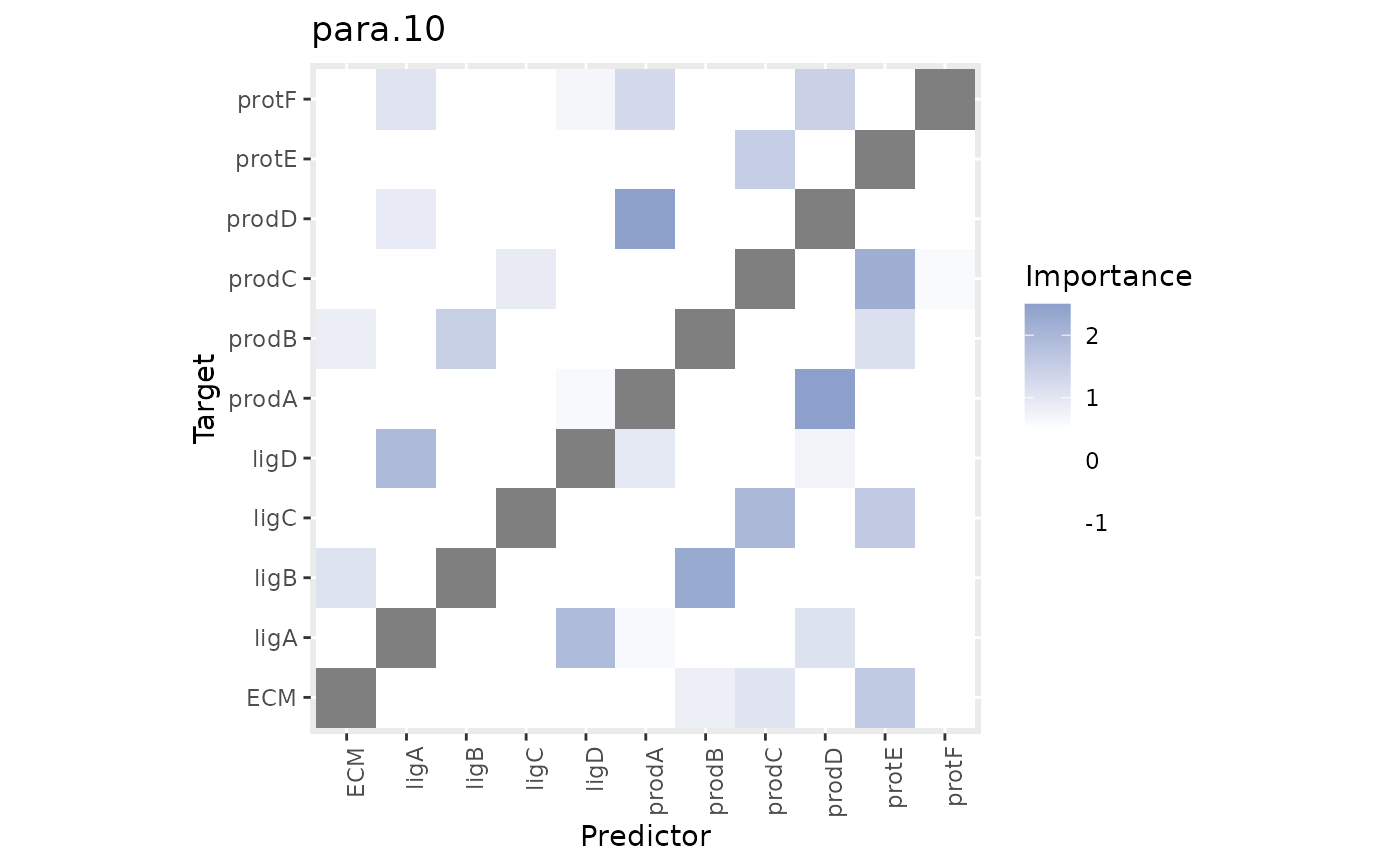 para.10
protF
protE
prodD
prodC
prodB
prodA
ligD
ligC
ligB
ligA
ECM
Target
ECM
ligA
ligB
ligC
ligD
prodA
prodB
prodC
prodD
protE
protF
Predictor
Importance
2
1
0
-1